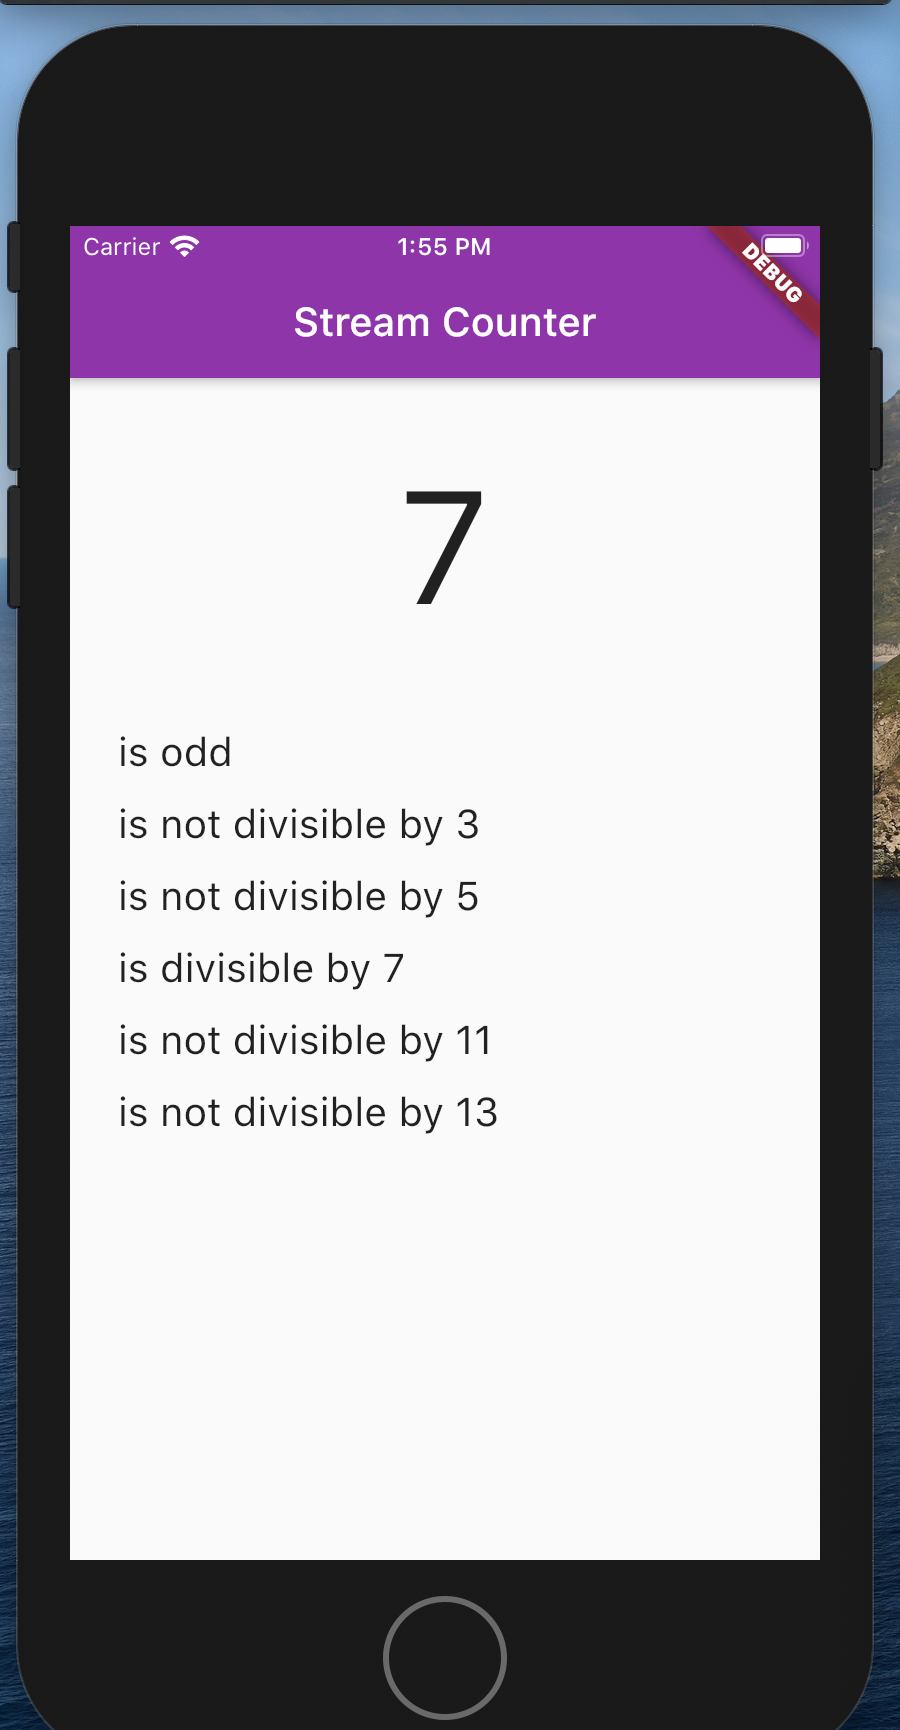 Carrier 1:55 PM
DEBUG
Stream Counter
7
is odd
is not divisible by 3
is not divisible by 5
is divisible by 7
is not divisible by 11
is not divisible by 13